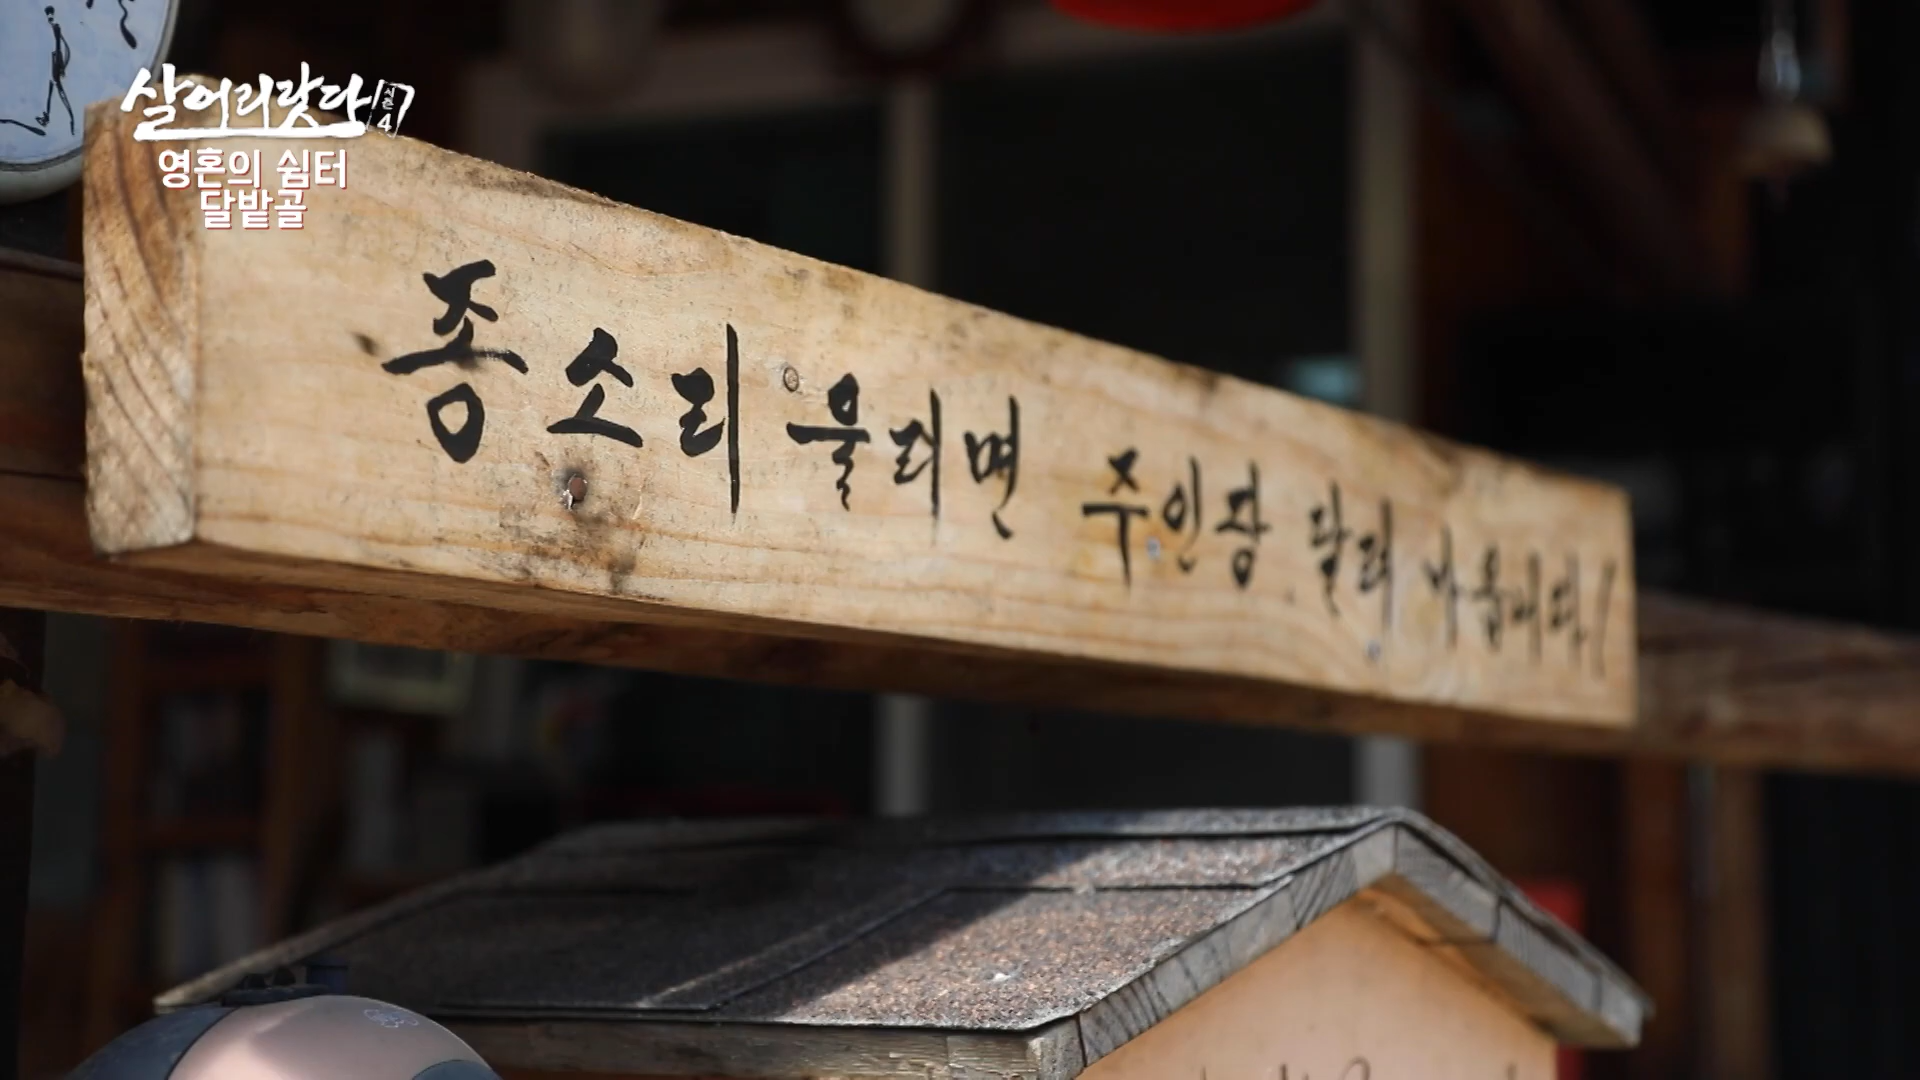 살어리랏다 시즌4
영혼의 쉼터
달밭골
종소리 울리면 주인장 달려 나옵니다!